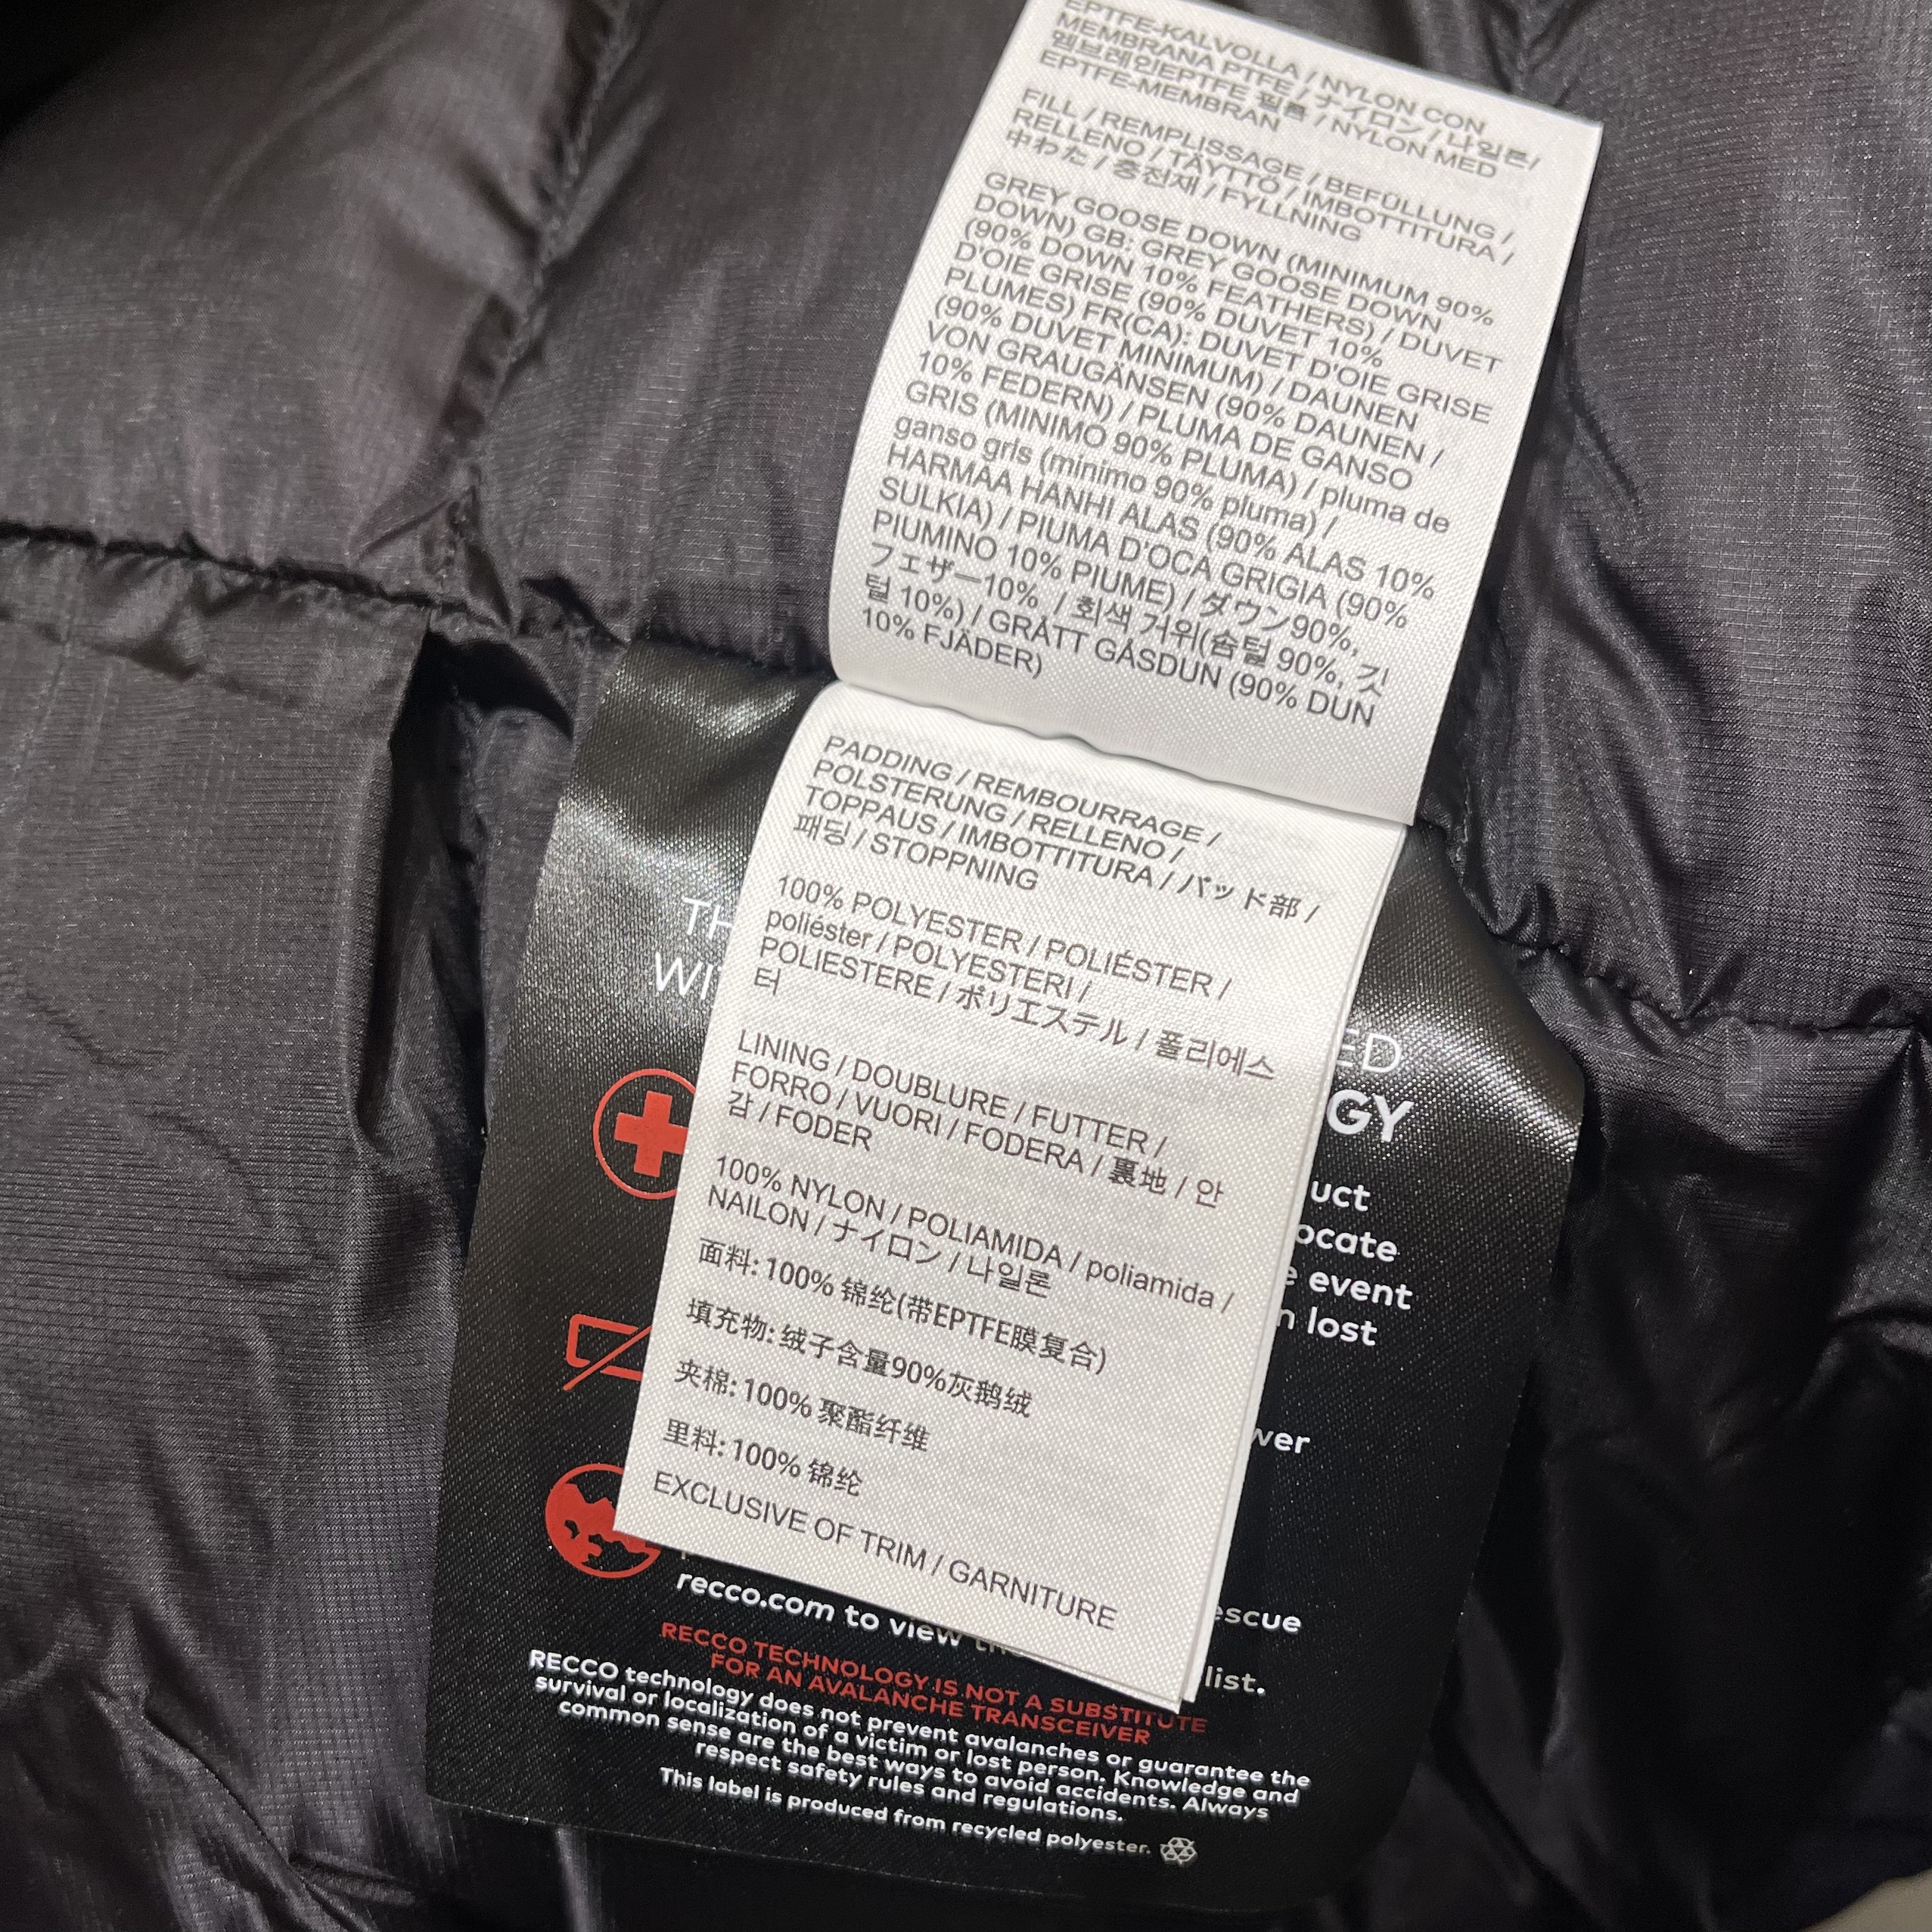 EPTFE-KALVOLLA / NYLON CON
MEMBRANA PTFE / ナイロン / 나일론/
멤브레인EPTFE 필름 / NYLON MED
EPTFE-MEMBRAN
FILL / REMPLISSAGE / BEFÜLLUNG /
RELLENO / TÄYTTÖ / IMBOTTITURA /
中わた / 충전재 / FYLLNING
GREY GOOSE DOWN (MINIMUM 90%
DOWN) GB: GREY GOOSE DOWN
(90% DOWN 10% FEATHERS) / DUVET
D'OIE GRISE (90% DUVET 10%
PLUMES) FR(CA): DUVET D'OIE GRISE
(90% DUVET MINIMUM) / DAUNEN
VON GRAUGÄNSEN (90% DAUNEN /
10% FEDERN) / PLUMA DE GANSO
GRIS (MINIMO 90% PLUMA) / pluma de
ganso gris (minimo 90% pluma) /
HARMAA HANHI ALAS (90% ALAS 10%
SULKIA) / PIUMA D'OCA GRIGIA (90%
PIUMINO 10% PIUME) / ダウン90%,
フェザー10%, / 회색 거위(솜털 90%, 깃
털 10%) / GRÅTT GÅSDUN (90% DUN
10% FJÄDER)
PADDING / REMBOURRAGE /
POLSTERUNG / RELLENO /
TOPPAUS / IMBOTTITURA / パッド部 /
패딩 / STOPPNING
100% POLYESTER / POLIÉSTER /
poliéster / POLYESTERI /
POLIESTERE / ポリエステル / 폴리에스
터
LINING / DOUBLURE / FUTTER /
FORRO / VUORI / FODERA / 裏地 / 안
감 / FODER
100% NYLON / POLIAMIDA / poliamida /
NAILON / ナイロン / 나일론
面料: 100% 锦纶(带EPTFE膜复合)
填充物: 绒子含量90%灰鹅绒
夹棉: 100% 聚酯纤维
里料: 100% 锦纶
EXCLUSIVE OF TRIM / GARNITURE
event
lost
recco.com to view
list.
RECCO TECHNOLOGY IS NOT A SUBSTITUTE
FOR AN AVALANCHE TRANSCEIVER
RECCO technology does not prevent avalanches or guarantee the
survival or localization of a victim or lost person. Knowledge and
common sense are the best ways to avoid accidents. Always
respect safety rules and regulations.
This label is produced from recycled polyester.